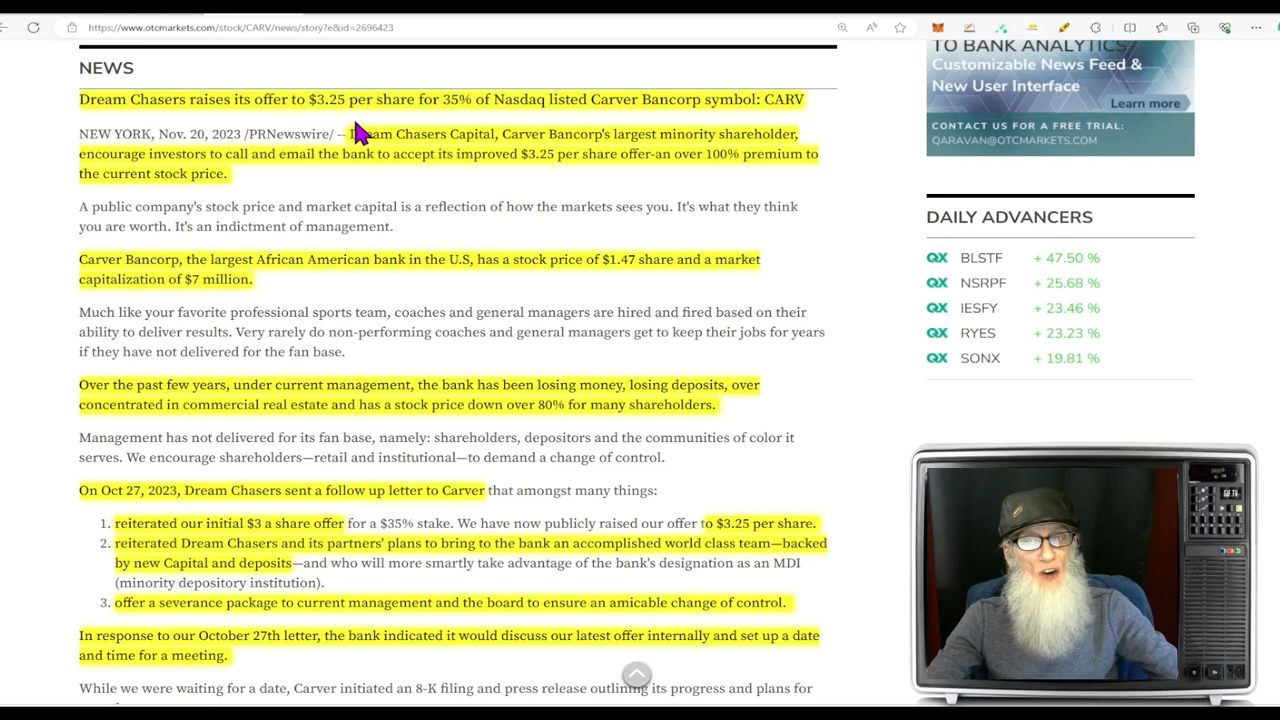 https://www.otcmarkets.com/stock/CARV/news/story?e&id=2696423
NEWS
Dream Chasers raises its offer to $3.25 per share for 35% of Nasdaq listed Carver Bancorp symbol: CARV
NEW YORK, Nov. 20, 2023 /PRNewswire/ -- Dream Chasers Capital, Carver Bancorp's largest minority shareholder,
encourage investors to call and email the bank to accept its improved $3.25 per share offer-an over 100% premium to
the current stock price.
A public company's stock price and market capital is a reflection of how the markets sees you. It's what they think
you are worth. It's an indictment of management.
Carver Bancorp, the largest African American bank in the U.S, has a stock price of $1.47 share and a market
capitalization of $7 million.
Much like your favorite professional sports team, coaches and general managers are hired and fired based on their
ability to deliver results. Very rarely do non-performing coaches and general managers get to keep their jobs for years
if they have not delivered for the fan base.
Over the past few years, under current management, the bank has been losing money, losing deposits, over
concentrated in commercial real estate and has a stock price down over 80% for many shareholders.
Management has not delivered for its fan base, namely: shareholders, depositors and the communities of color it
serves. We encourage shareholders—retail and institutional—to demand a change of control.
On Oct 27, 2023, Dream Chasers sent a follow up letter to Carver that amongst many things:
1. reiterated our initial $3 a share offer for a $35% stake. We have now publicly raised our offer to $3.25 per share.
2. reiterated Dream Chasers and its partners' plans to bring to the bank an accomplished world class team—backed
by new Capital and deposits—and who will more smartly take advantage of the bank's designation as an MDI
(minority depository institution).
3. offer a severance package to current management and the board to ensure an amicable change of control.
In response to our October 27th letter, the bank indicated it would discuss our latest offer internally and set up a date
and time for a meeting.
While we were waiting for a date, Carver initiated an 8-K filing and press release outlining its progress and plans for
TO BANK ANALYTICS
Customizable News Feed &
New User Interface
Learn more
CONTACT US FOR A FREE TRIAL:
QARAVAN@OTCMARKETS.COM
DAILY ADVANCERS
QX BLSTF + 47.50 %
QX NSRPF + 25.68 %
QX IESFY + 23.46 %
QX RYES + 23.23 %
QX SONX + 19.81 %
GIF.TV